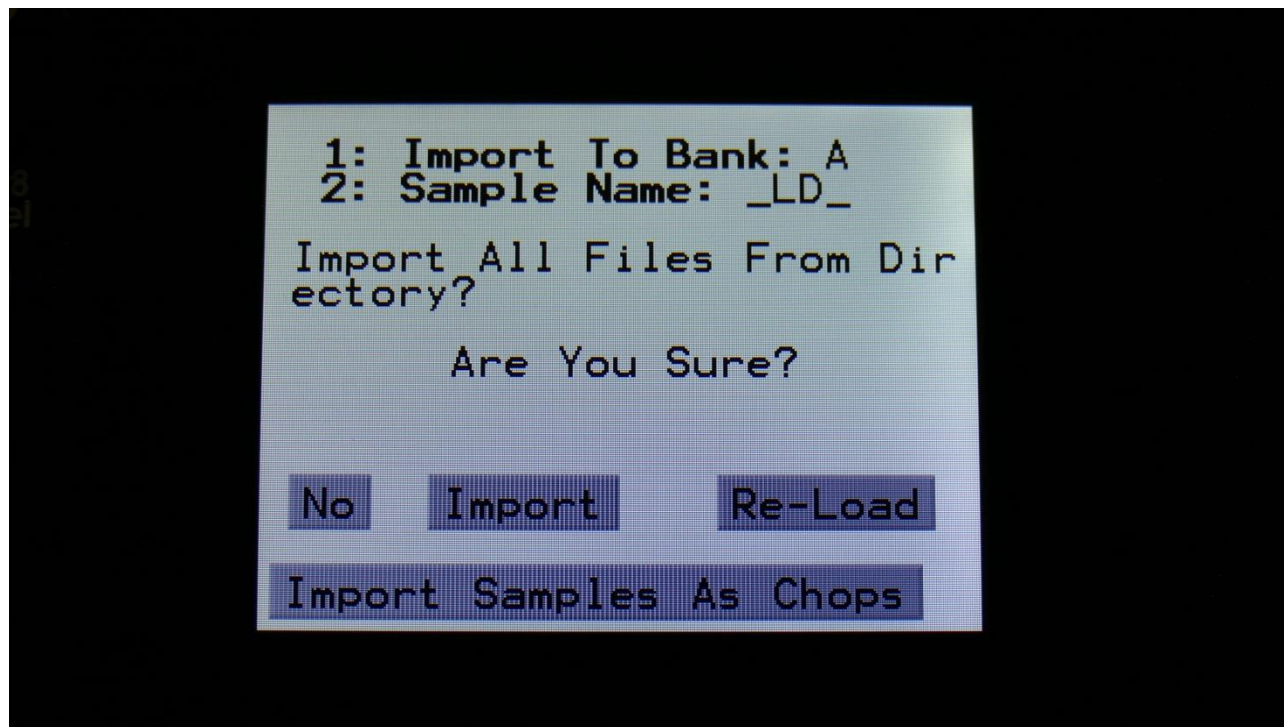 1: Import To Bank: A
2: Sample Name: _LD_
Import All Files From Dir
ectory?
Are You Sure?
No Import Re-Load
Import Samples As Chops